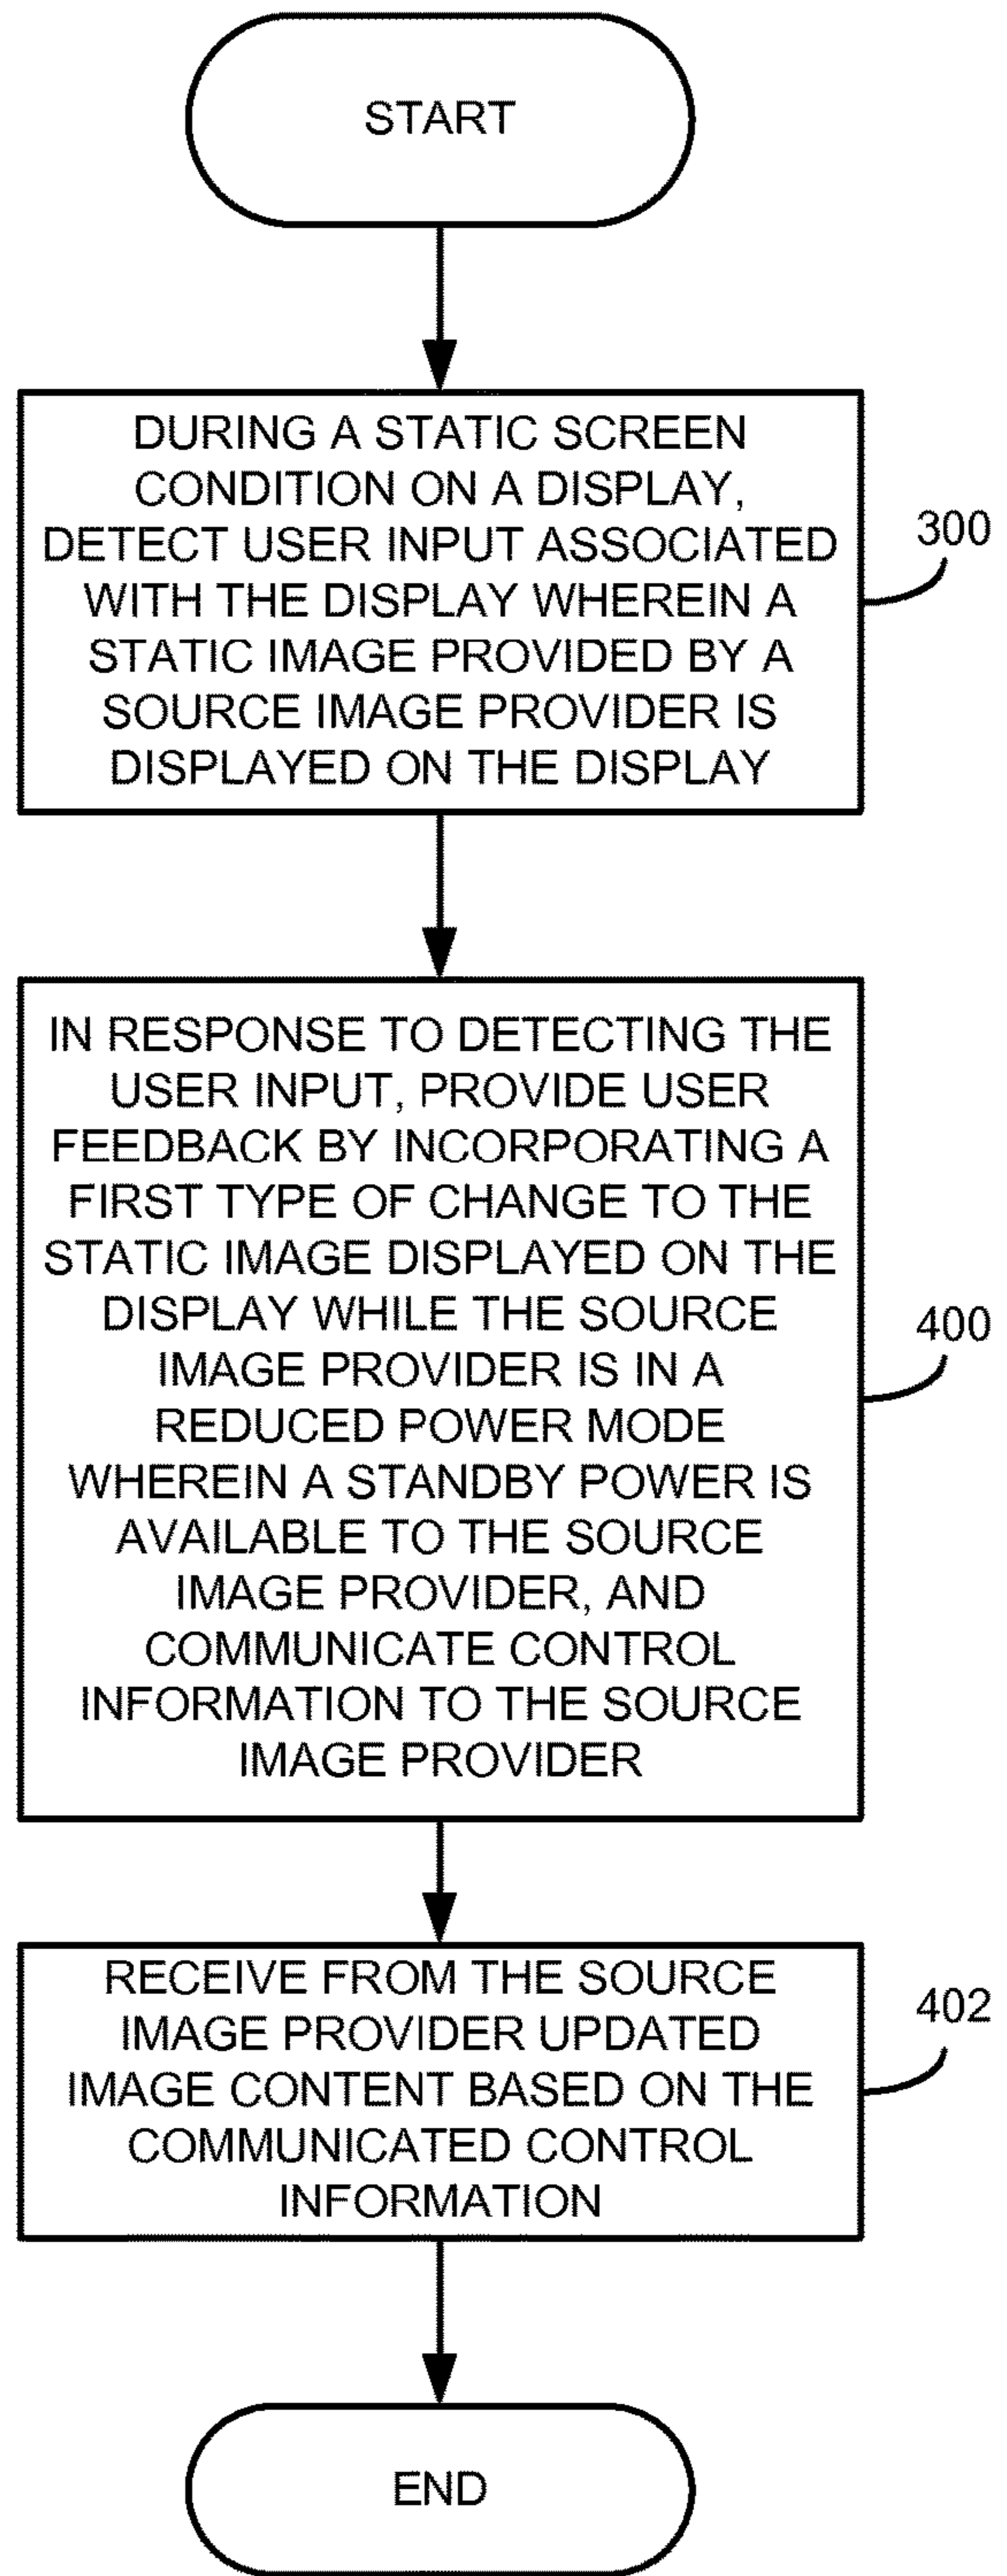 START
DURING A STATIC SCREEN
CONDITION ON A DISPLAY,
DETECT USER INPUT ASSOCIATED
WITH THE DISPLAY WHEREIN A
STATIC IMAGE PROVIDED BY A
SOURCE IMAGE PROVIDER IS
DISPLAYED ON THE DISPLAY
300
IN RESPONSE TO DETECTING THE
USER INPUT, PROVIDE USER
FEEDBACK BY INCORPORATING A
FIRST TYPE OF CHANGE TO THE
STATIC IMAGE DISPLAYED ON THE
DISPLAY WHILE THE SOURCE
IMAGE PROVIDER IS IN A
REDUCED POWER MODE
WHEREIN A STANDBY POWER IS
AVAILABLE TO THE SOURCE
IMAGE PROVIDER, AND
COMMUNICATE CONTROL
INFORMATION TO THE SOURCE
IMAGE PROVIDER
400
RECEIVE FROM THE SOURCE
IMAGE PROVIDER UPDATED
IMAGE CONTENT BASED ON THE
COMMUNICATED CONTROL
INFORMATION
402
END